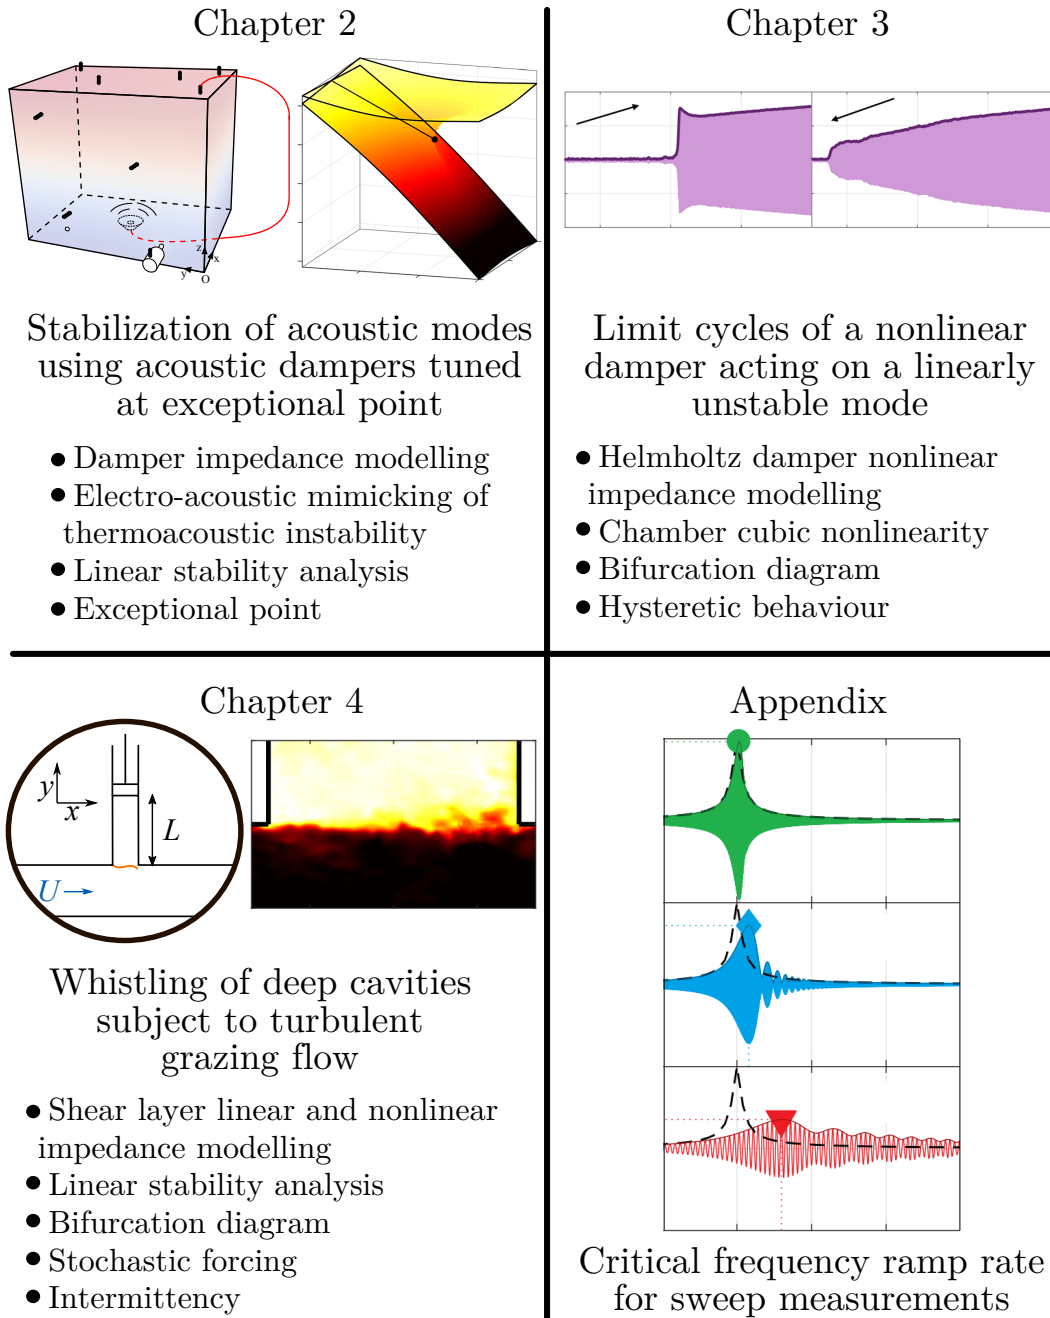 Chapter 2
z
x
y
O
Stabilization of acoustic modes
using acoustic dampers tuned
at exceptional point
• Damper impedance modelling
• Electro-acoustic mimicking of
thermoacoustic instability
• Linear stability analysis
• Exceptional point
Chapter 3
Limit cycles of a nonlinear
damper acting on a linearly
unstable mode
• Helmholtz damper nonlinear
impedance modelling
• Chamber cubic nonlinearity
• Bifurcation diagram
• Hysteretic behaviour
Chapter 4
y
x
L
U
Whistling of deep cavities
subject to turbulent
grazing flow
• Shear layer linear and nonlinear
impedance modelling
• Linear stability analysis
• Bifurcation diagram
• Stochastic forcing
• Intermittency
Appendix
Critical frequency ramp rate
for sweep measurements